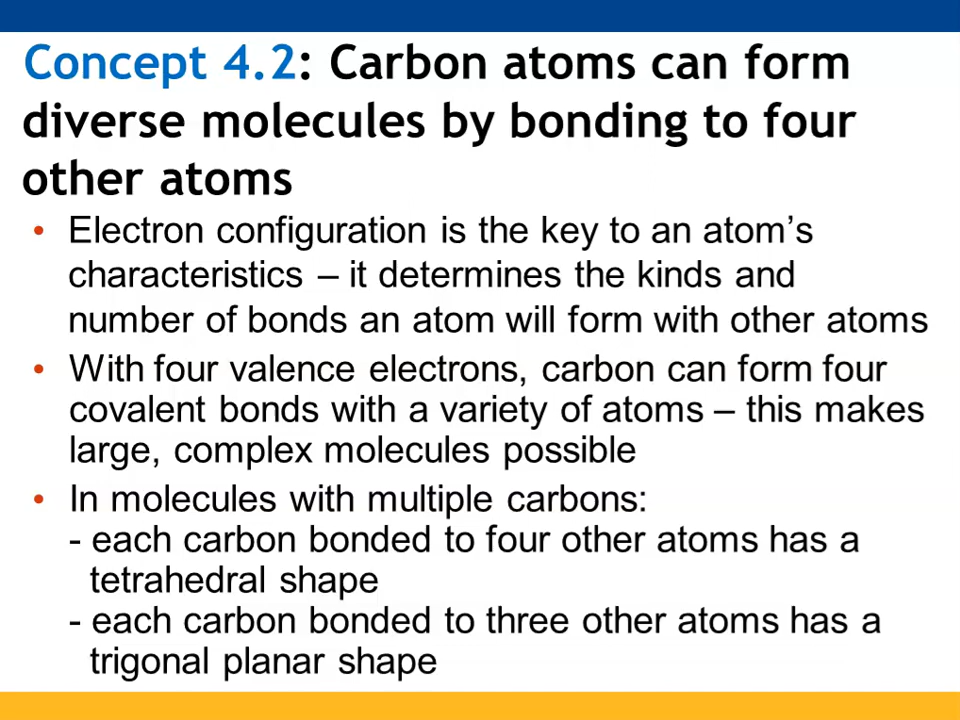 Concept 4.2: Carbon atoms can form
diverse molecules by bonding to four
other atoms
• Electron configuration is the key to an atom’s
characteristics – it determines the kinds and
number of bonds an atom will form with other atoms
• With four valence electrons, carbon can form four
covalent bonds with a variety of atoms – this makes
large, complex molecules possible
• In molecules with multiple carbons:
- each carbon bonded to four other atoms has a
tetrahedral shape
- each carbon bonded to three other atoms has a
trigonal planar shape